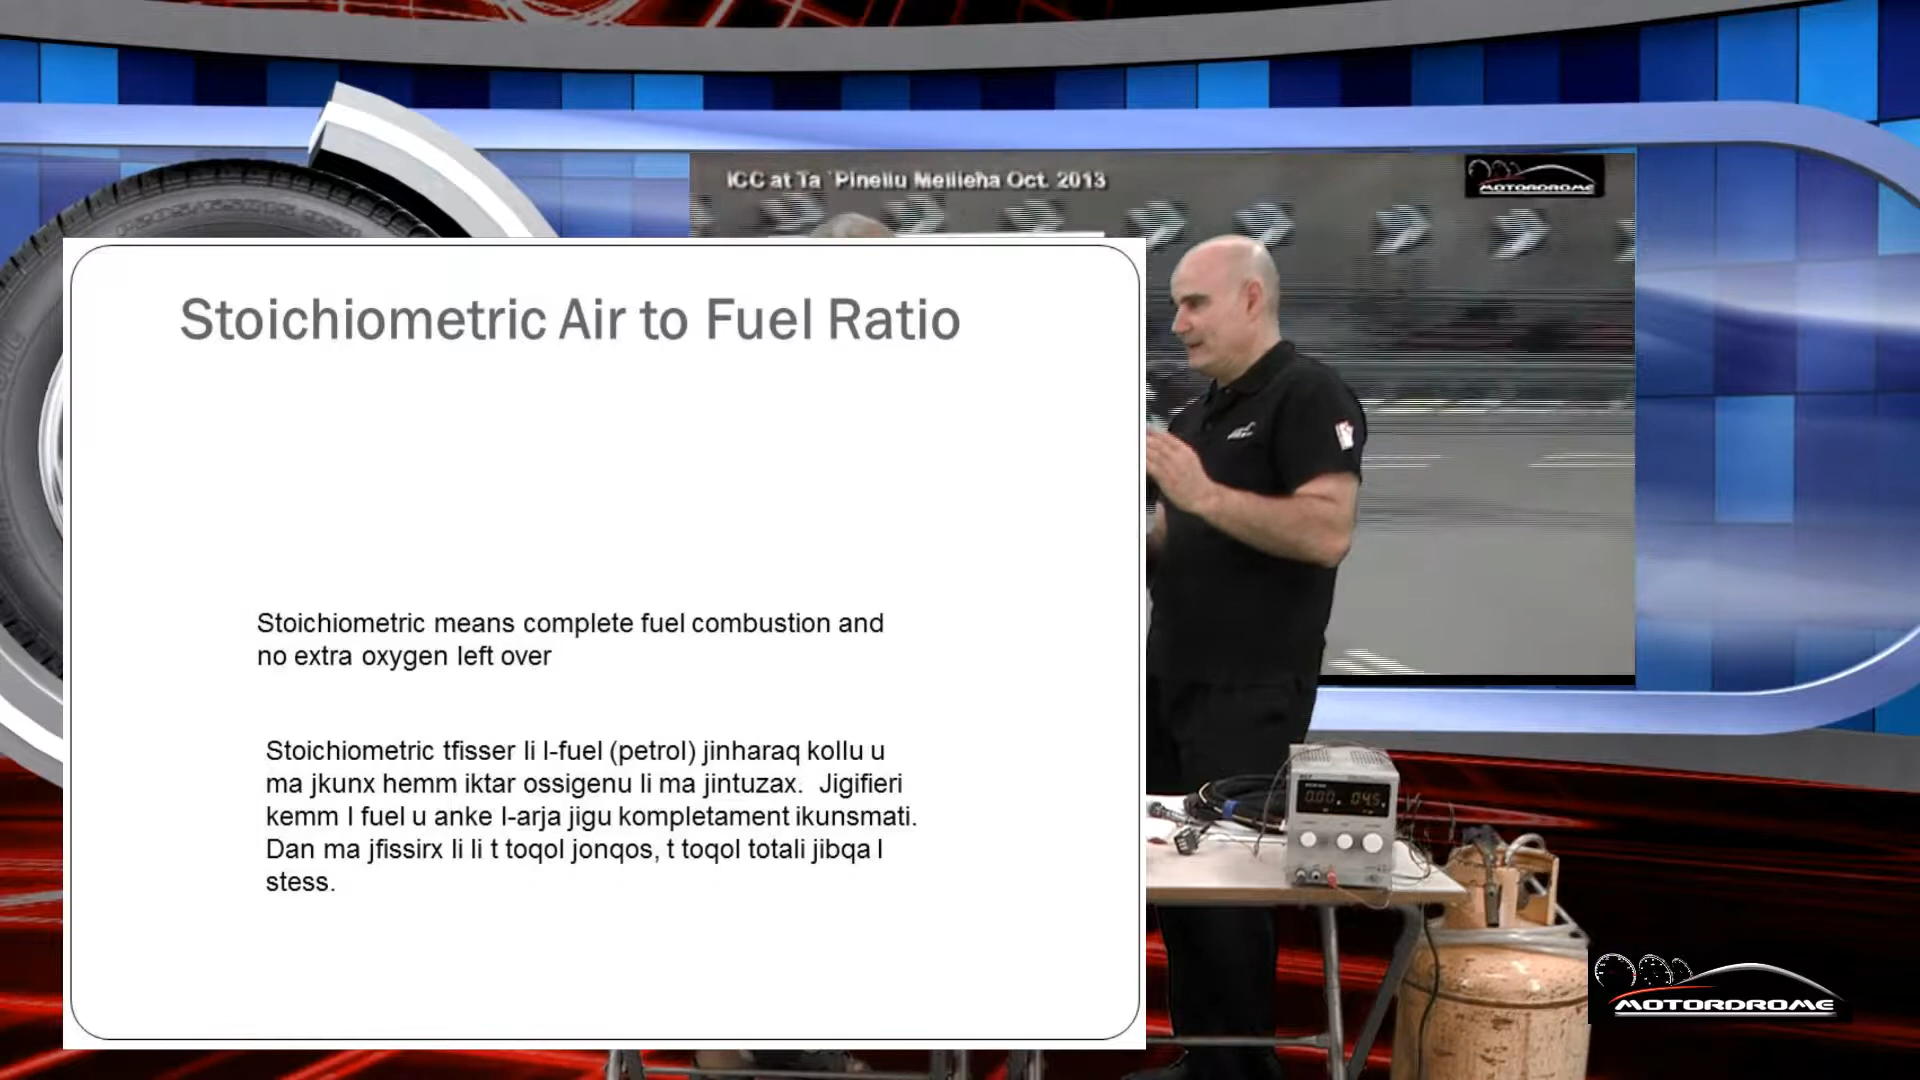 ICC at Ta `Pinellu Mellieha Oct. 2013
MOTORDROME
Stoichiometric Air to Fuel Ratio
Stoichiometric means complete fuel combustion and
no extra oxygen left over
Stoichiometric tfisser li l-fuel (petrol) jinharaq kollu u
ma jkunx hemm iktar ossigenu li ma jintuzax.  Jigifieri
kemm l fuel u anke l-arja jigu kompletament ikunsmati.
Dan ma jfissirx li li t toqol jonqos, t toqol totali jibqa l
stess.
MOTORDROME